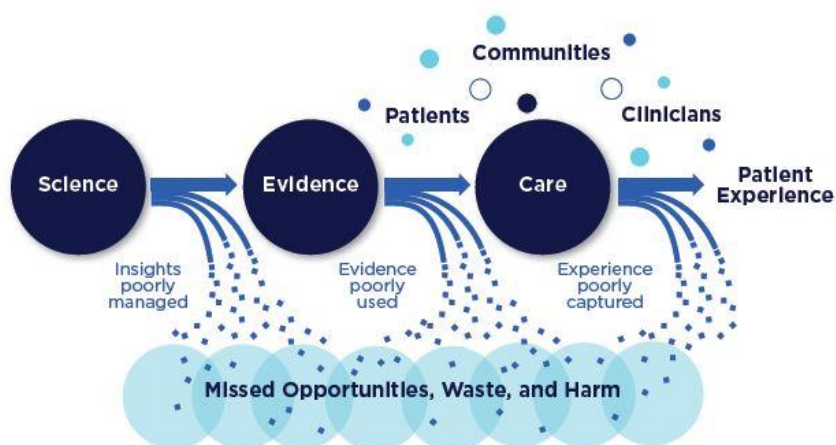 Communities
Patients
Clinicians
Science
Evidence
Care
Patient
Experience
Insights
poorly
managed
Evidence
poorly
used
Experience
poorly
captured
Missed Opportunities, Waste, and Harm